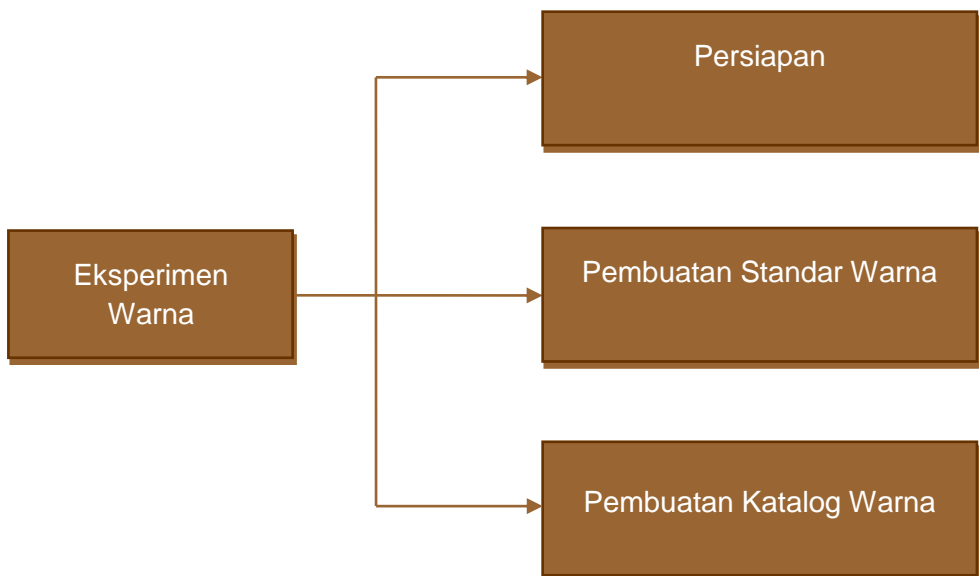 Persiapan
Eksperimen
Warna
Pembuatan Standar Warna
Pembuatan Katalog Warna